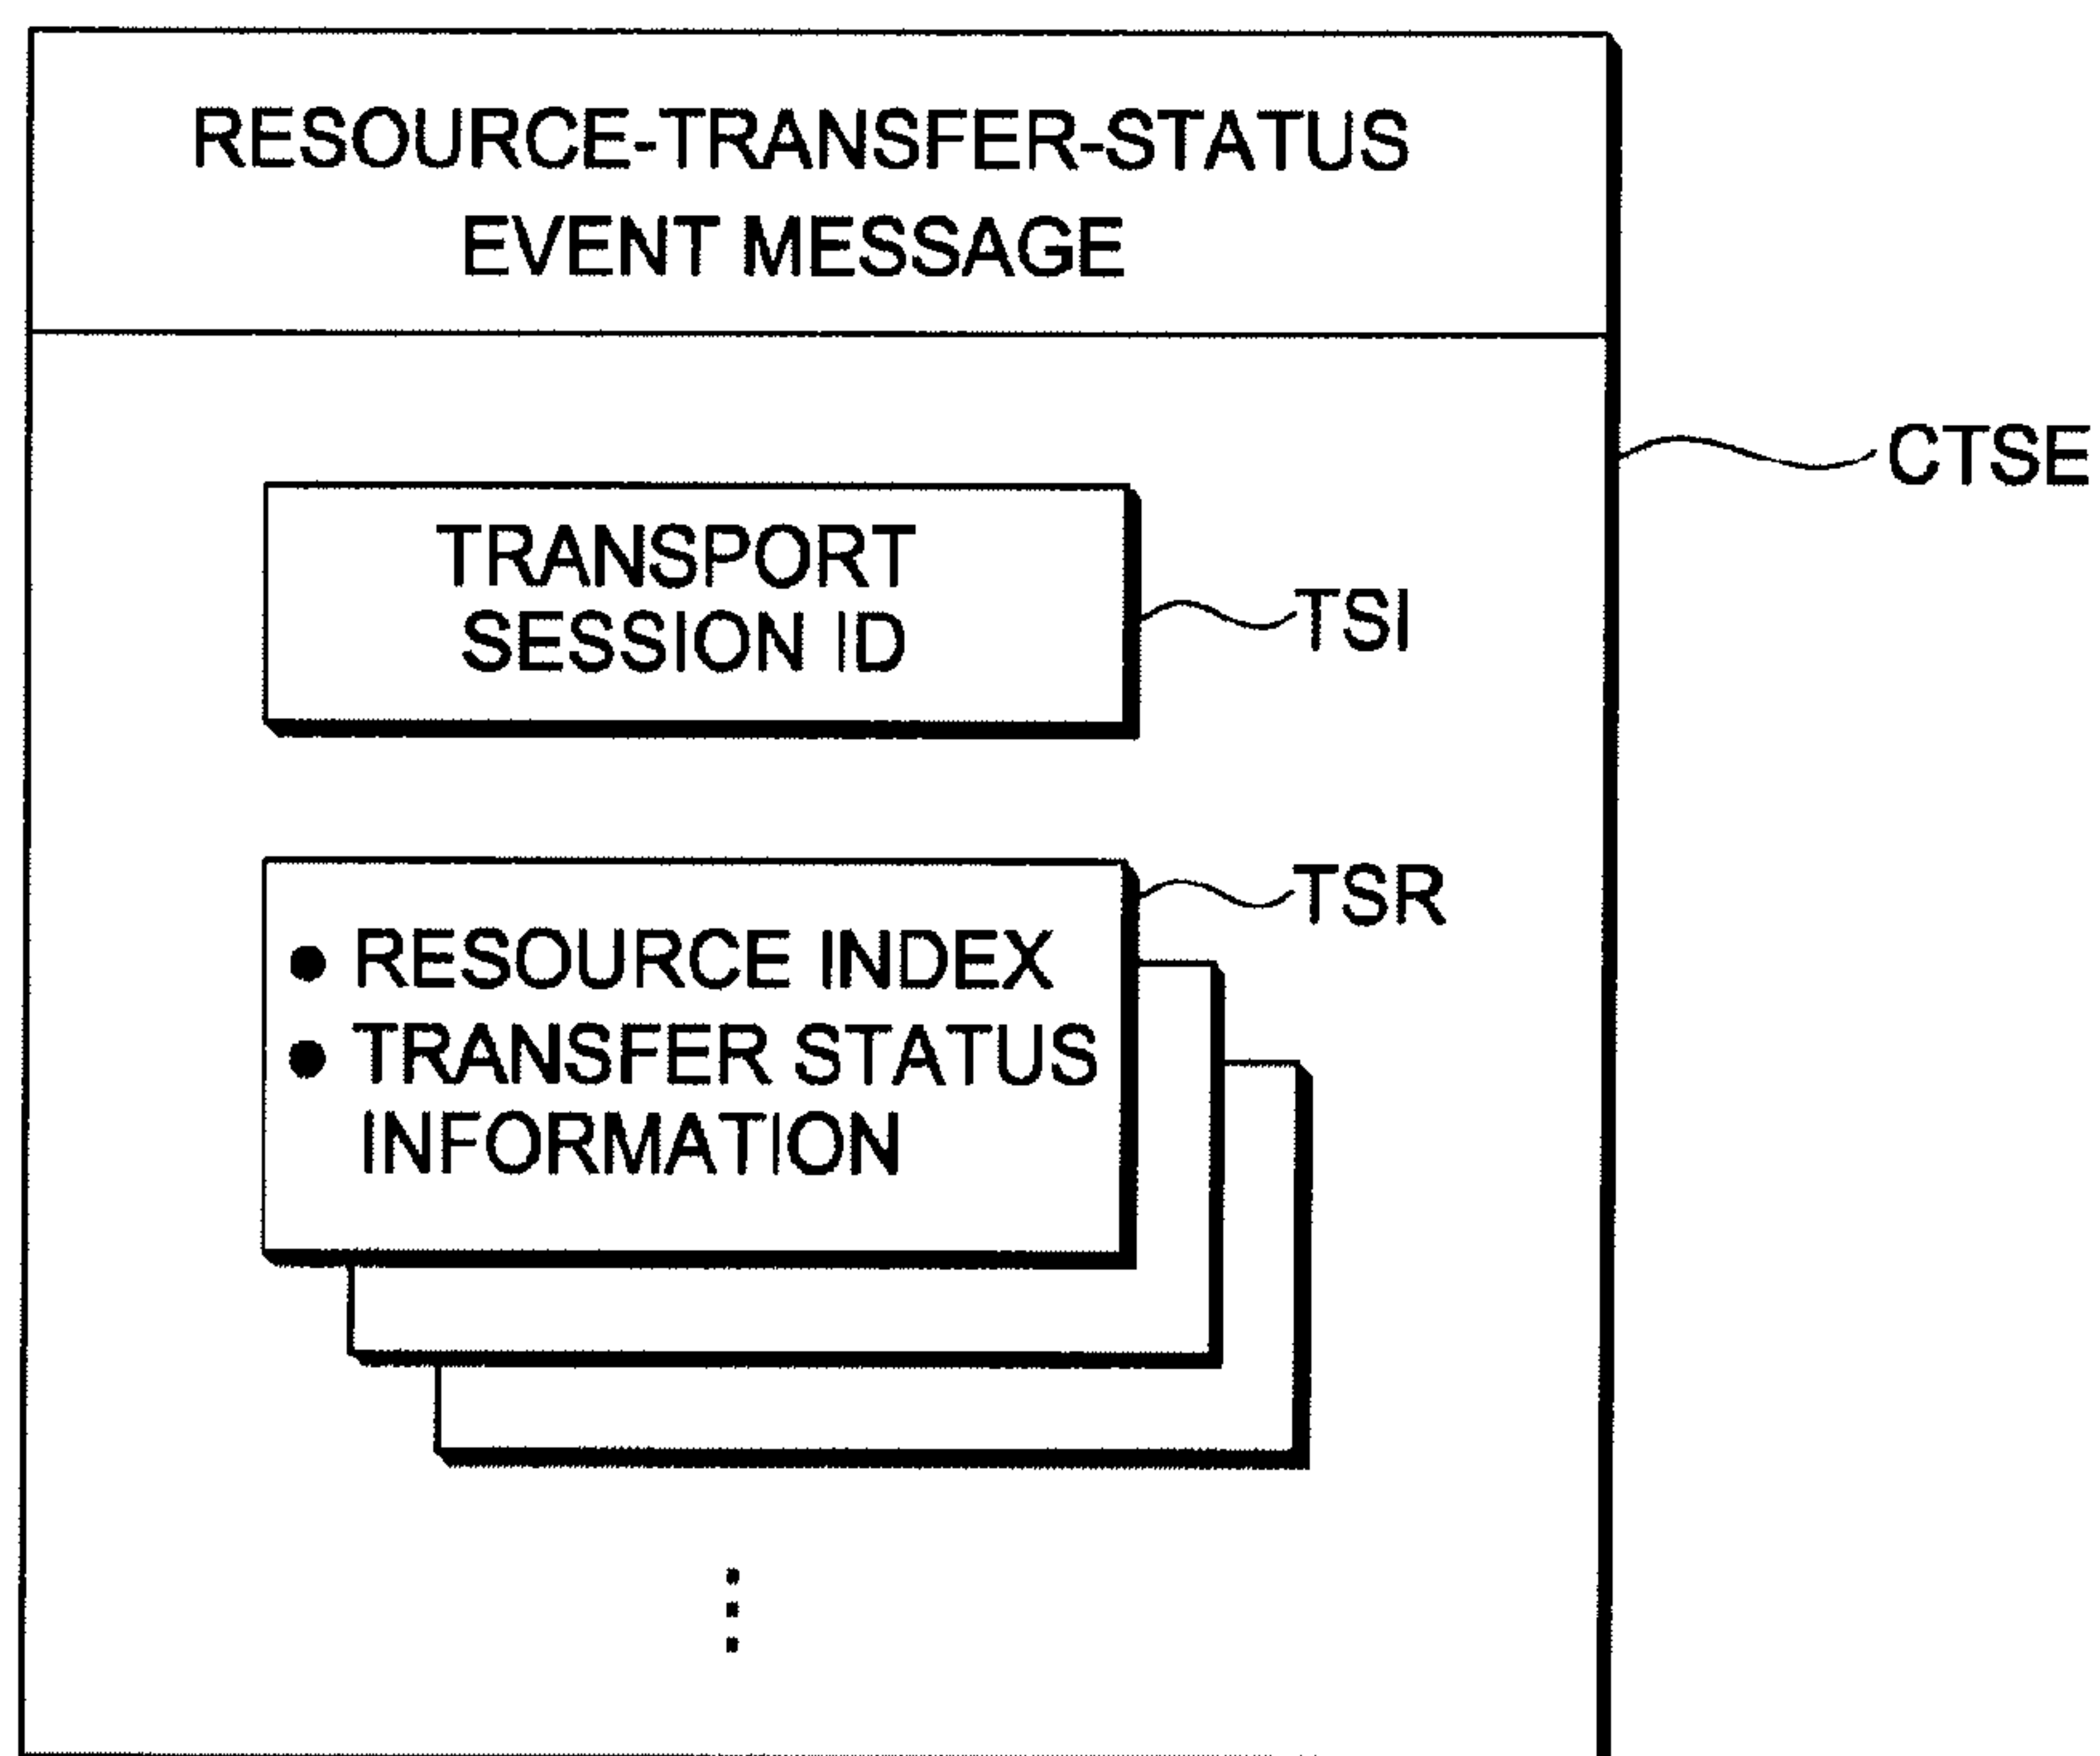 RESOURCE-TRANSFER-STATUS
EVENT MESSAGE
CTSE
TRANSPORT
SESSION ID
TSI
TSR
● RESOURCE INDEX
● TRANSFER STATUS
INFORMATION